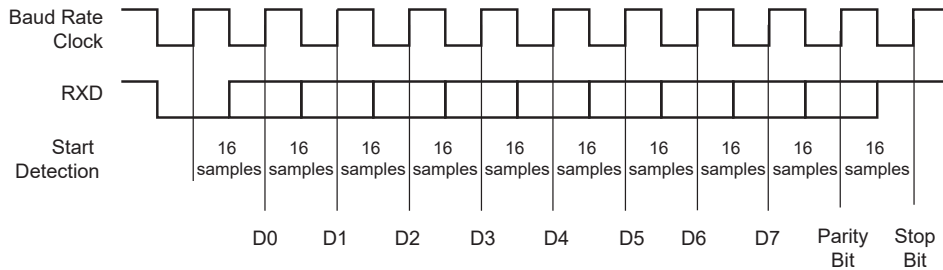 Baud Rate
Clock
RXD
Start
Detection
16 16 16 16 16 16 16 16 16 16
samples samples samples samples samples samples samples samples samples samples
D0 D1 D2 D3 D4 D5 D6 D7 Parity Stop
Bit Bit